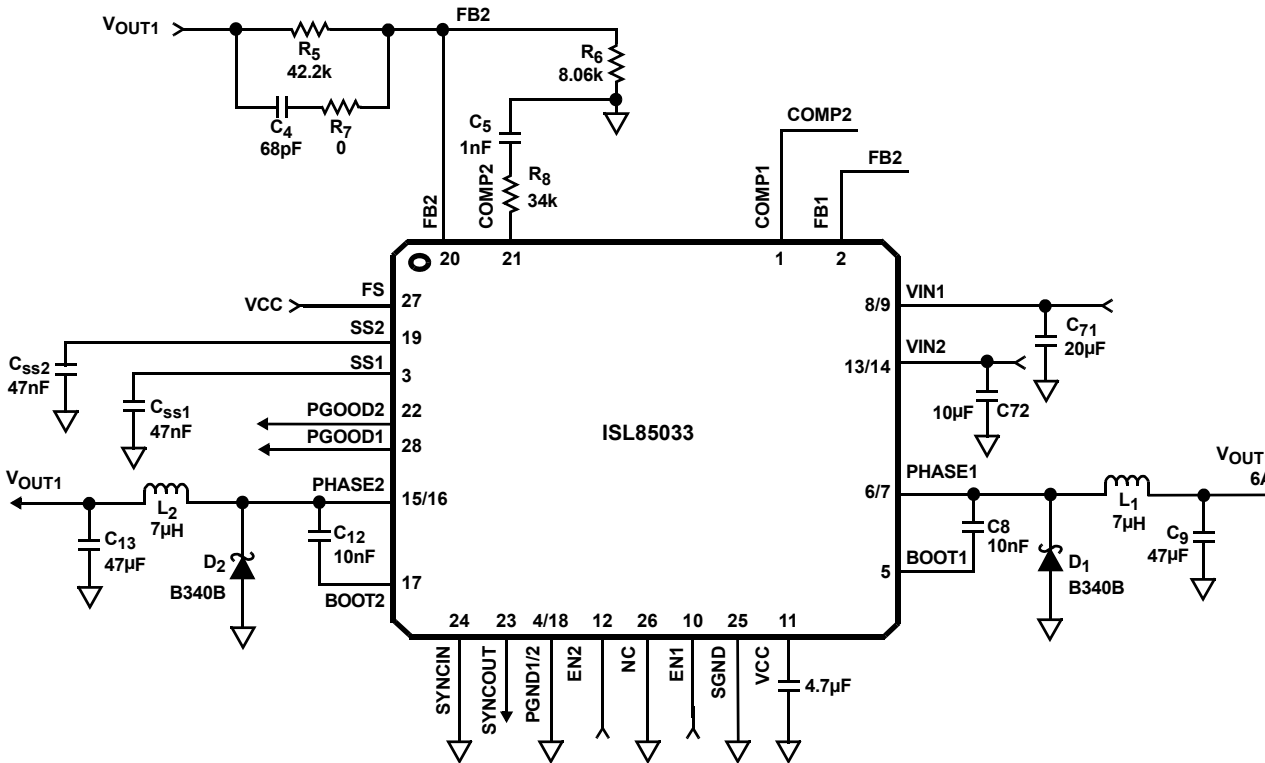 VOUT1
R5
42.2k
C4
68pF
R7
0
FB2
R6
8.06k
C5
1nF
R8
34k
FB2
COMP2
COMP2
COMP1
FB2
FB1
20
21
1
2
VCC
FS
27
SS2
19
CSS2
47nF
SS1
3
CSS1
47nF
PGOOD2
22
PGOOD1
28
ISL85033
8/9
VIN1
C71
20µF
VIN2
13/14
10µF
C72
VOUT1
PHASE2
15/16
L2
7µH
C13
47µF
D2
B340B
C12
10nF
17
BOOT2
PHASE1
6/7
VOUT
6A
L1
7µH
C8
10nF
C9
47µF
5
BOOT1
D1
B340B
24
23
4/18
12
26
10
25
11
SYNCIN
SYNCOUT
PGND1/2
EN2
NC
EN1
SGND
VCC
4.7µF